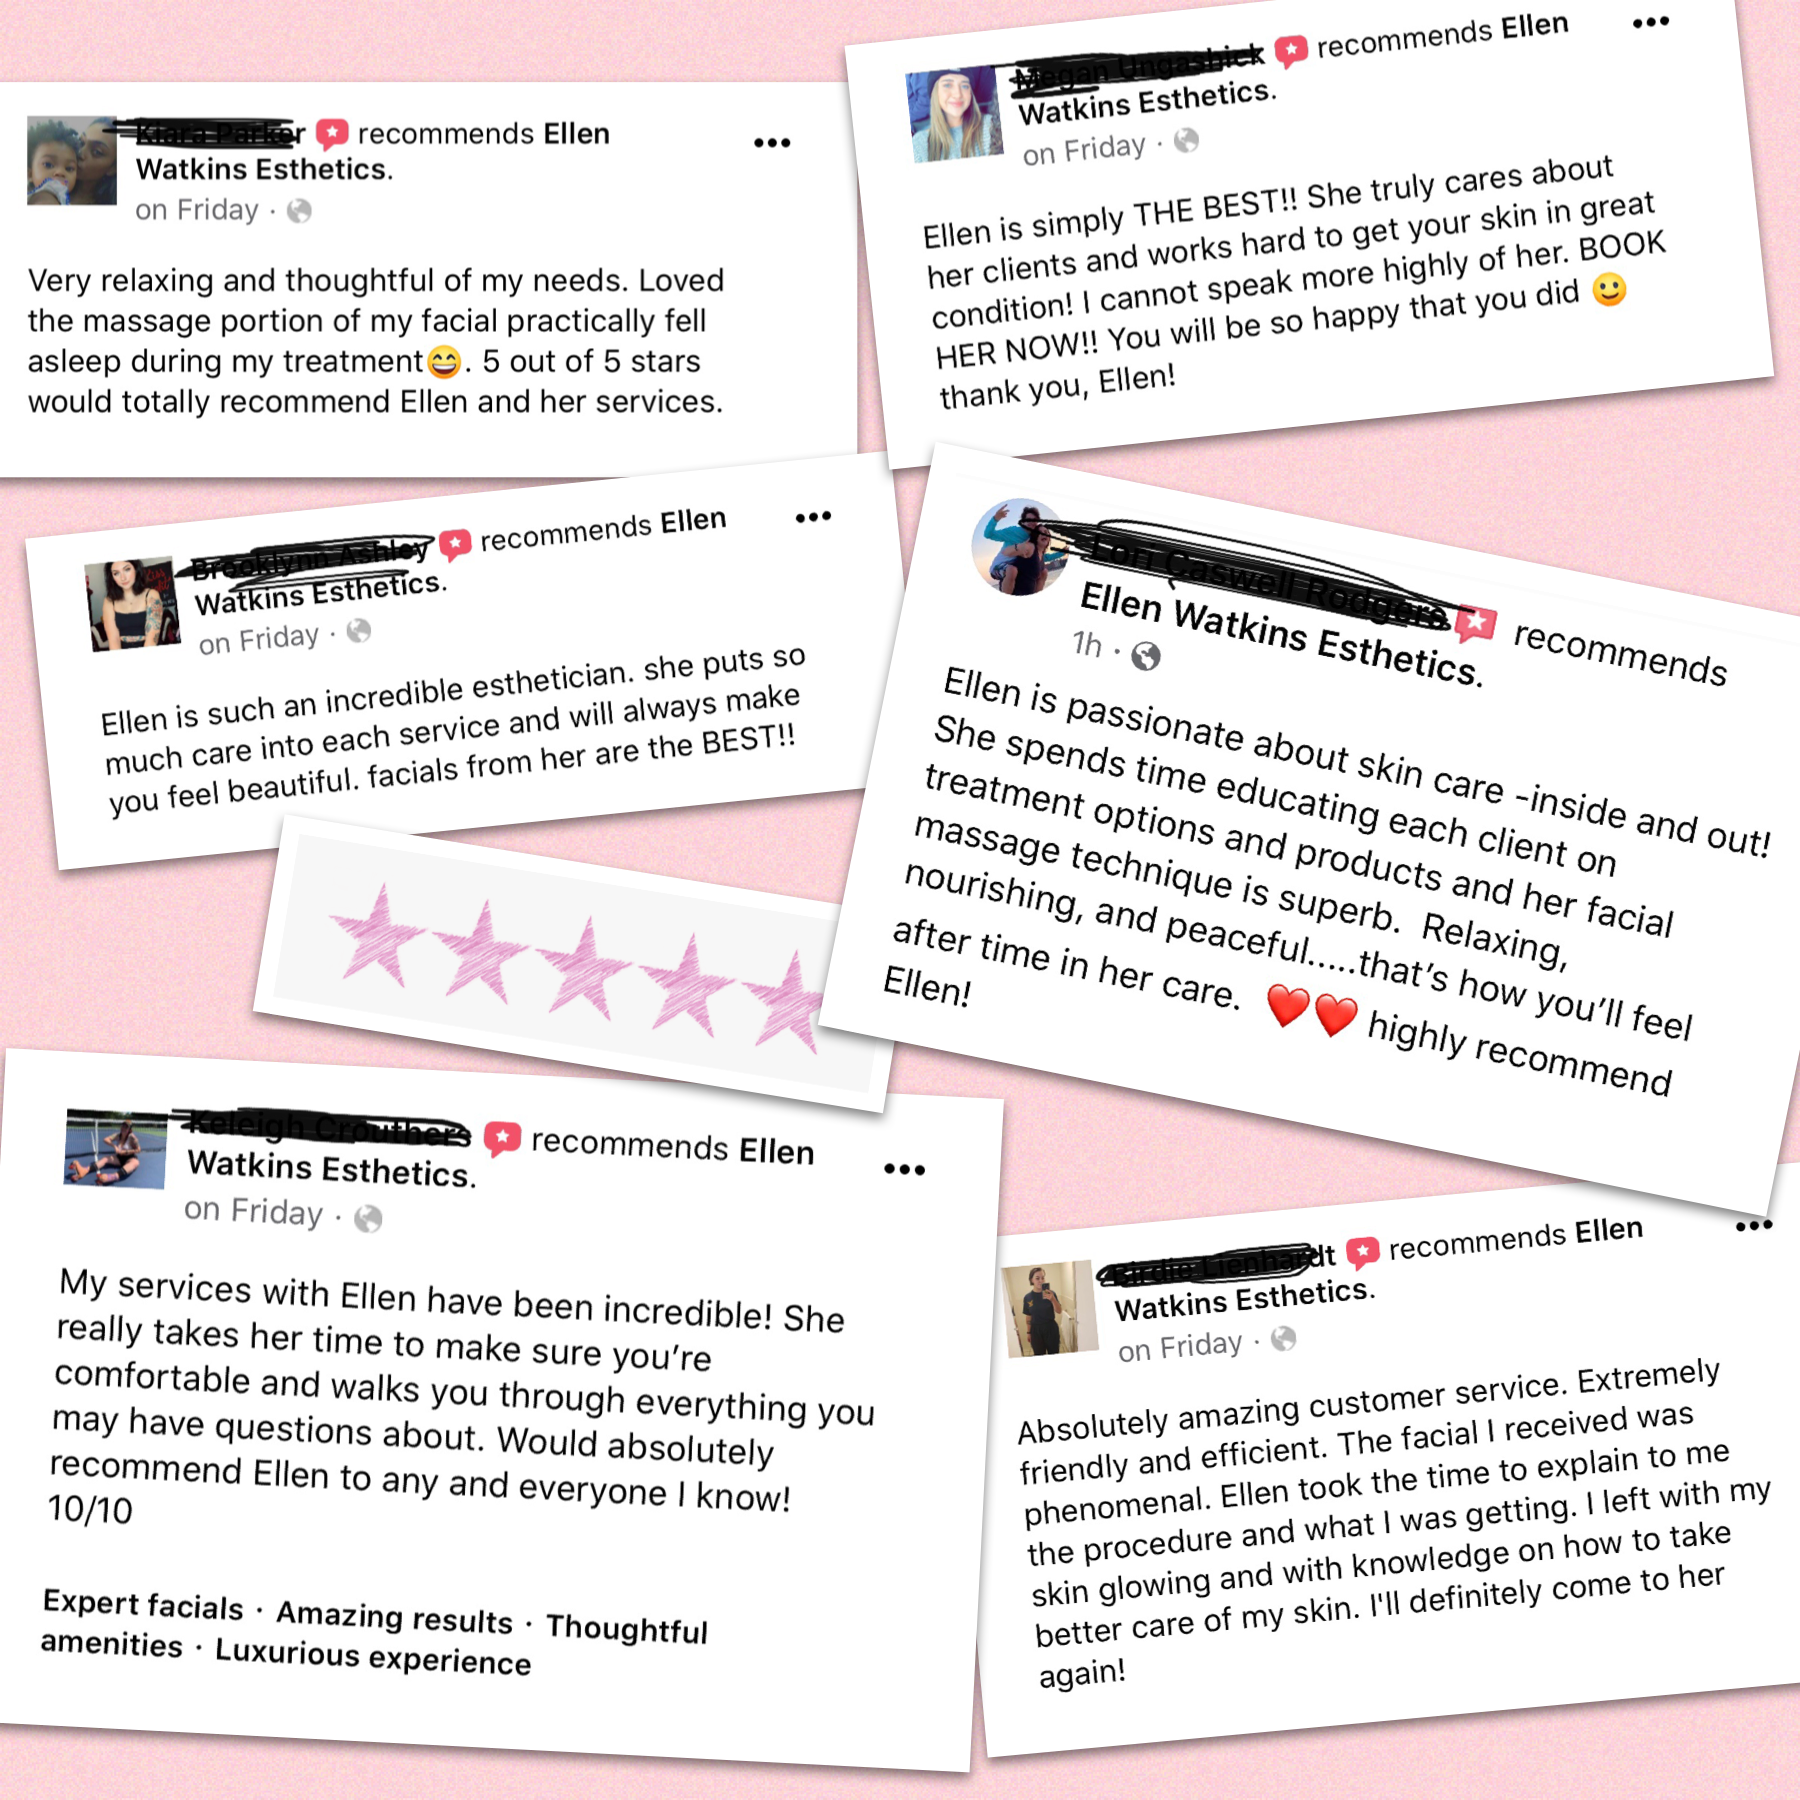 recommends Ellen
Watkins Esthetics.
on Friday ·
Very relaxing and thoughtful of my needs. Loved
the massage portion of my facial practically fell
asleep during my treatment😄. 5 out of 5 stars
would totally recommend Ellen and her services.
recommends Ellen
Watkins Esthetics.
on Friday ·
Ellen is simply THE BEST!! She truly cares about
her clients and works hard to get your skin in great
condition! I cannot speak more highly of her. BOOK
HER NOW!! You will be so happy that you did 🙂
thank you, Ellen!
recommends Ellen
Watkins Esthetics.
on Friday ·
Ellen is such an incredible esthetician. she puts so
much care into each service and will always make
you feel beautiful. facials from her are the BEST!!
recommends
Ellen Watkins Esthetics.
1h ·
Ellen is passionate about skin care -inside and out!
She spends time educating each client on
treatment options and products and her facial
massage technique is superb. Relaxing,
nourishing, and peaceful.....that’s how you’ll feel
after time in her care. ❤️❤️ highly recommend
Ellen!
recommends Ellen
Watkins Esthetics.
on Friday ·
My services with Ellen have been incredible! She
really takes her time to make sure you’re
comfortable and walks you through everything you
may have questions about. Would absolutely
recommend Ellen to any and everyone I know!
10/10
Expert facials · Amazing results · Thoughtful
amenities · Luxurious experience
recommends Ellen
Watkins Esthetics.
on Friday ·
Absolutely amazing customer service. Extremely
friendly and efficient. The facial I received was
phenomenal. Ellen took the time to explain to me
the procedure and what I was getting. I left with my
skin glowing and with knowledge on how to take
better care of my skin. I'll definitely come to her
again!